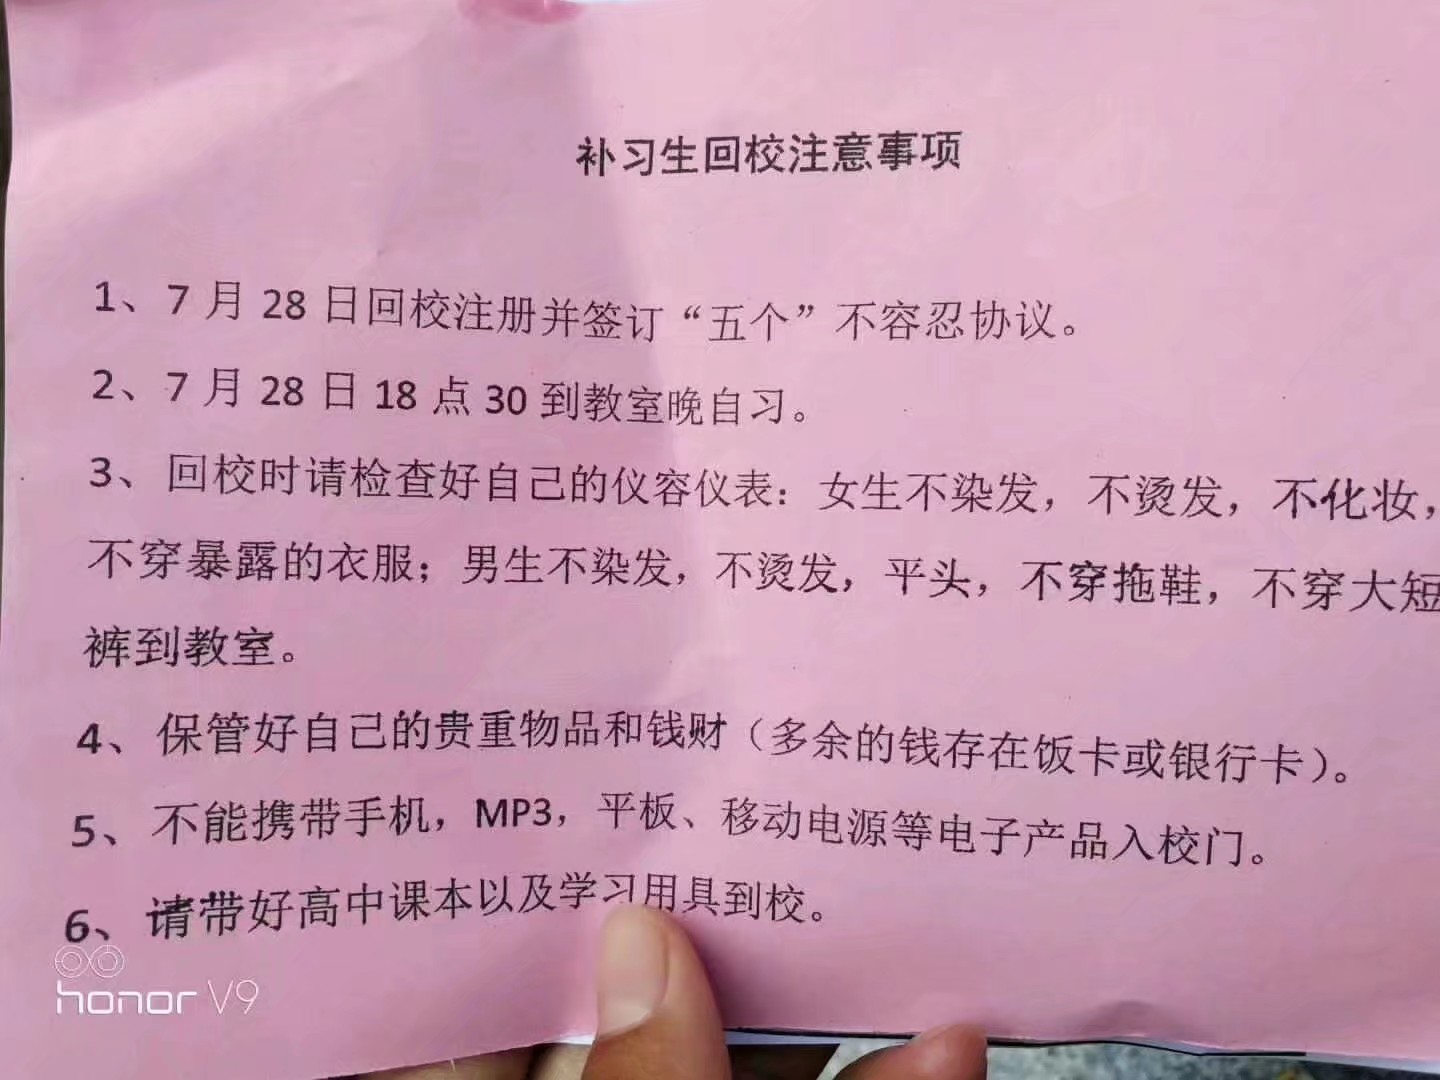 补习生回校注意事项
1、7月28日回校注册并签订“五个”不容忍协议。
2、7月28日18点30到教室晚自习。
3、回校时请检查好自己的仪容仪表：女生不染发，不烫发，不化妆，
不穿暴露的衣服；男生不染发，不烫发，平头，不穿拖鞋，不穿大短
裤到教室。
4、保管好自己的贵重物品和钱财（多余的钱存在饭卡或银行卡）。
5、不能携带手机，MP3，平板、移动电源等电子产品入校门。
6、请带好高中课本以及学习用具到校。
honor V9